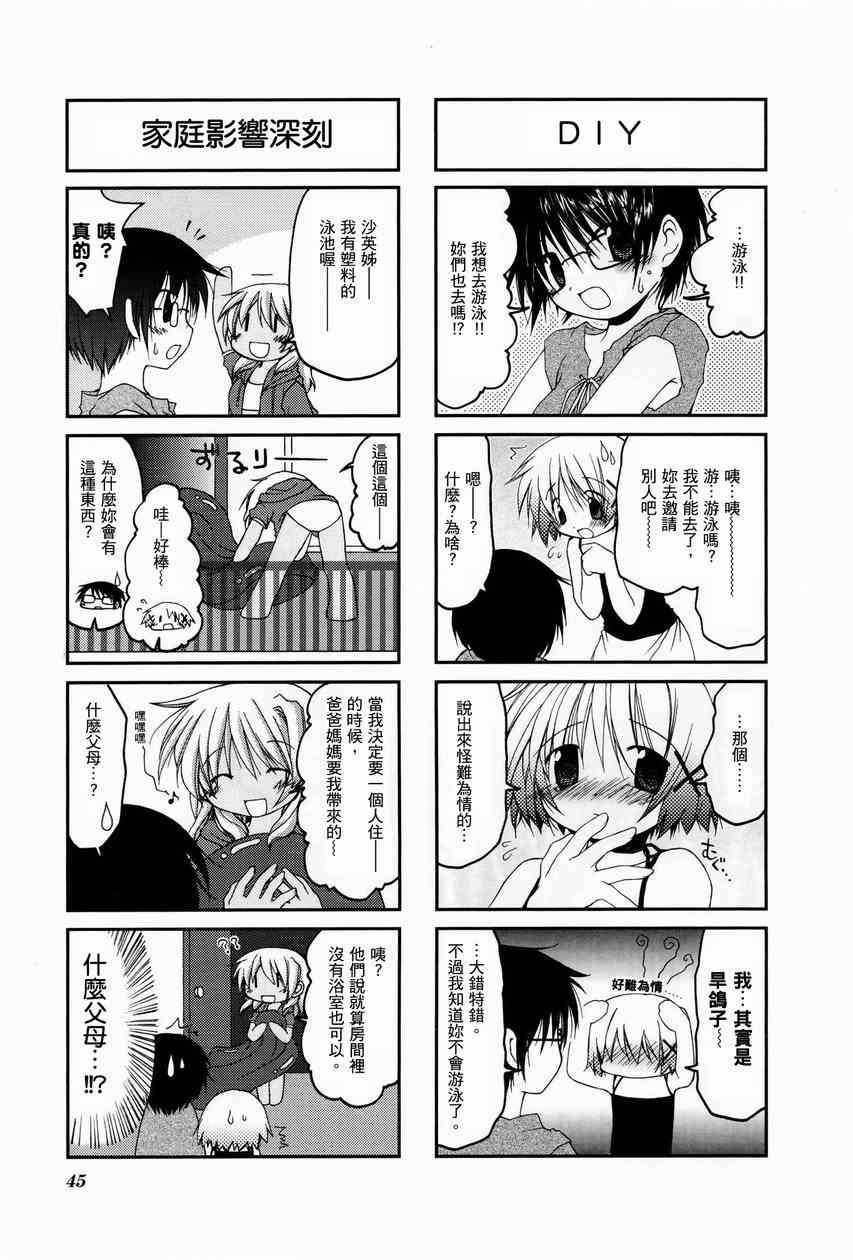 DIY
…游泳!!
我想去游泳!!
妳們也去嗎!?
咦…咦——
游…游泳嗎?
我不能去了,
妳去邀請
別人吧~~
嗯——?
什麼?為啥?
…那個……
說出來怪難為情的…
むぐ…
我…其實是
旱鴿子~
好難為情……
…大錯特錯。
不過我知道妳不會游泳了。
家庭影響深刻
沙英姊——
我有塑料的
泳池喔——
咦?
真的?
這個這個——
ずるりー
哇——好棒~
為什麼妳會有
這種東西?
當我決定要一個人住——
的時候,
爸爸媽媽要我帶來的~
嘿嘿嘿
什麼父母…?
咦?
他們說就算房間裡
沒有浴室也可以。
什麼父母…!!?
45